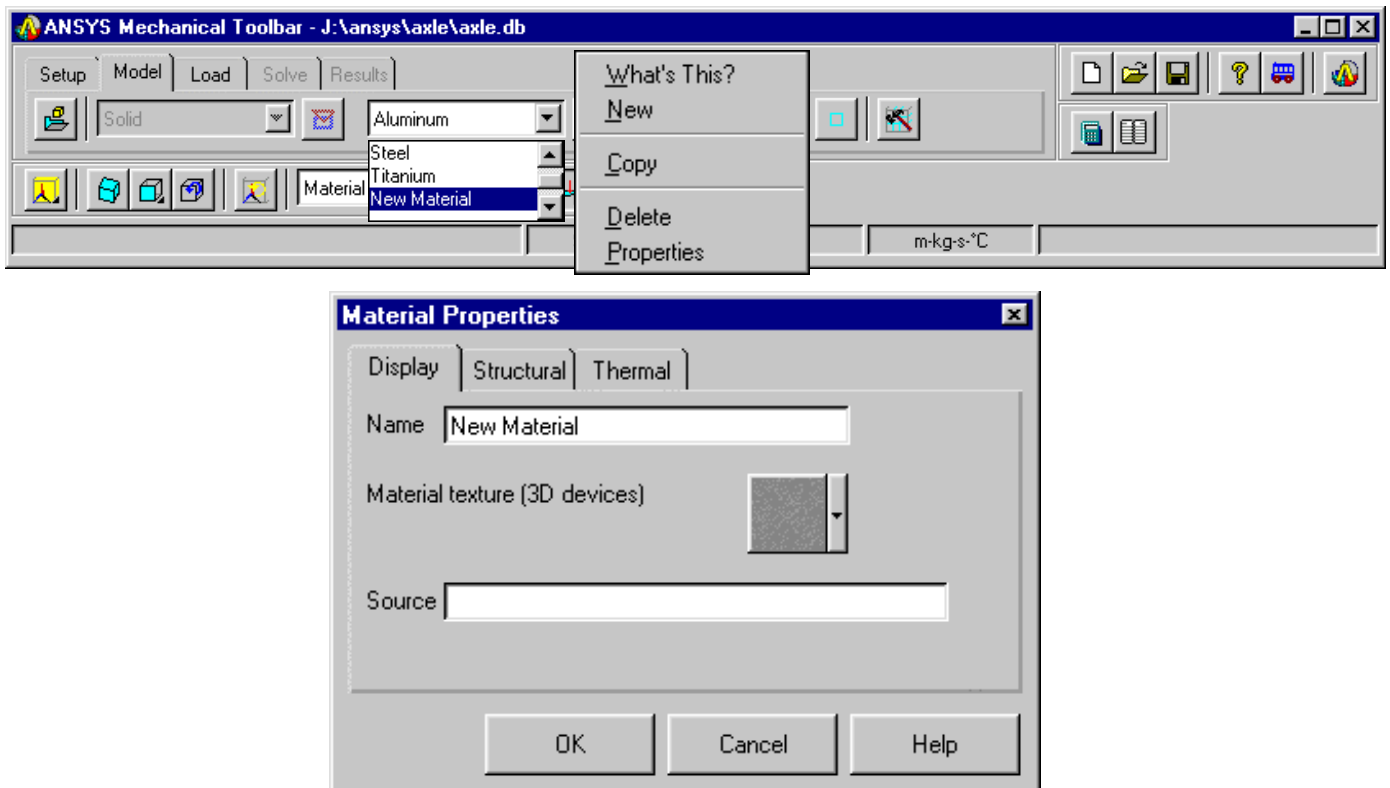 ANSYS Mechanical Toolbar - J:\ansys\axle\axle.db
Setup Model Load Solve Results
Solid Aluminum
Steel
Titanium
New Material
Material
What's This?
New
Copy
Delete
Properties
m-kg-s-°C
Material Properties
Display Structural Thermal
Name New Material
Material texture (3D devices)
Source
OK Cancel Help